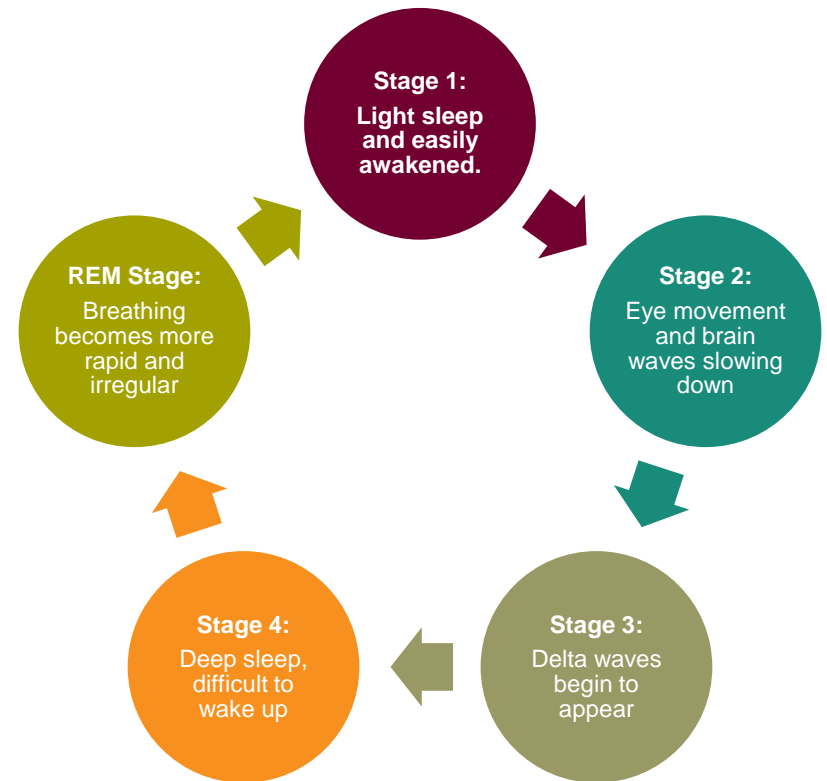 Stage 1:
Light sleep
and easily
awakened.
Stage 2:
Eye movement
and brain
waves slowing
down
Stage 3:
Delta waves
begin to
appear
Stage 4:
Deep sleep,
difficult to
wake up
REM Stage:
Breathing
becomes more
rapid and
irregular